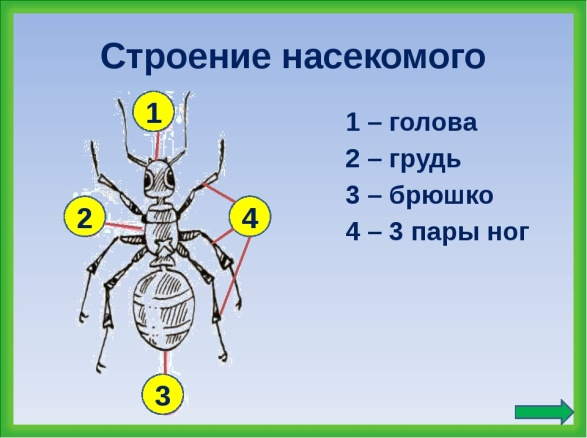 Строение насекомого
1
2
4
3
1 – голова
2 – грудь
3 – брюшко
4 – 3 пары ног